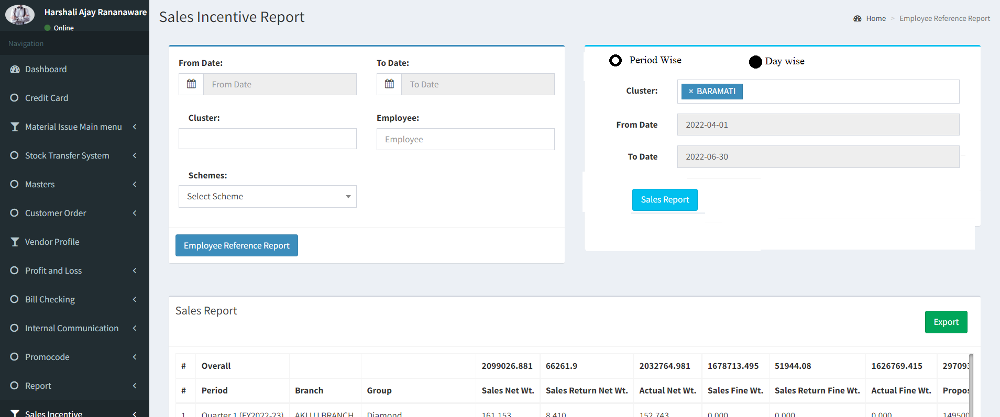 Harshali Ajay Rananaware
Online
Navigation
Dashboard
Credit Card
Material Issue Main menu
Stock Transfer System
Masters
Customer Order
Vendor Profile
Profit and Loss
Bill Checking
Internal Communication
Promocode
Report
Sales Incentive
Sales Incentive Report
Home > Employee Reference Report
From Date: To Date:
From Date To Date
Cluster: Employee:
Employee
Schemes:
Select Scheme
Employee Reference Report
Period Wise Day wise
Cluster: × BARAMATI
From Date 2022-04-01
To Date 2022-06-30
Sales Report
Sales Report
Export
# Overall 2099026.881 66261.9 2032764.981 1678713.495 51944.08 1626769.415 297093
# Period Branch Group Sales Net Wt. Sales Return Net Wt. Actual Net Wt. Sales Fine Wt. Sales Return Fine Wt. Actual Fine Wt. Propos
1 Quarter 1 (FY2022-23) AKLUJ BRANCH Diamond 161.153 8.410 152.743 0.000 0.000 0.000 149500